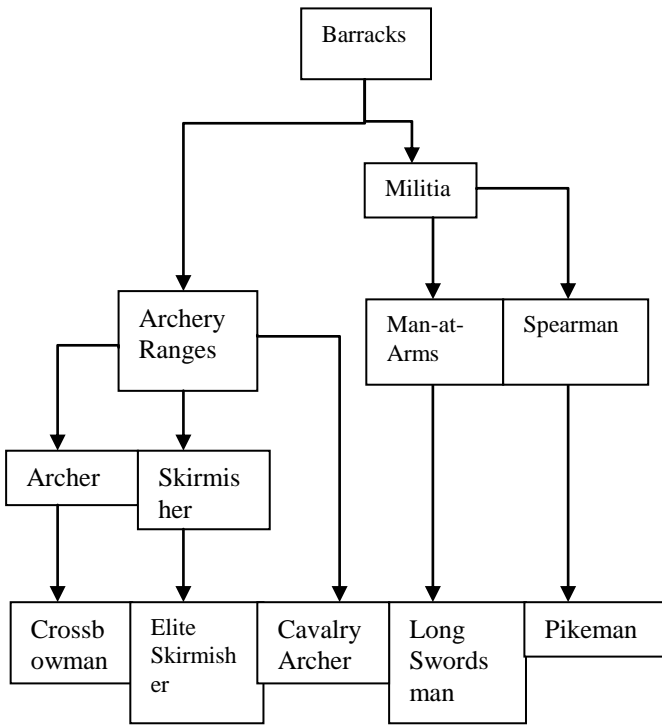 Barracks
Militia
Archery
Ranges
Man-at-
Arms
Spearman
Archer
Skirmis
her
Crossb
owman
Elite
Skirmish
er
Cavalry
Archer
Long
Swords
man
Pikeman